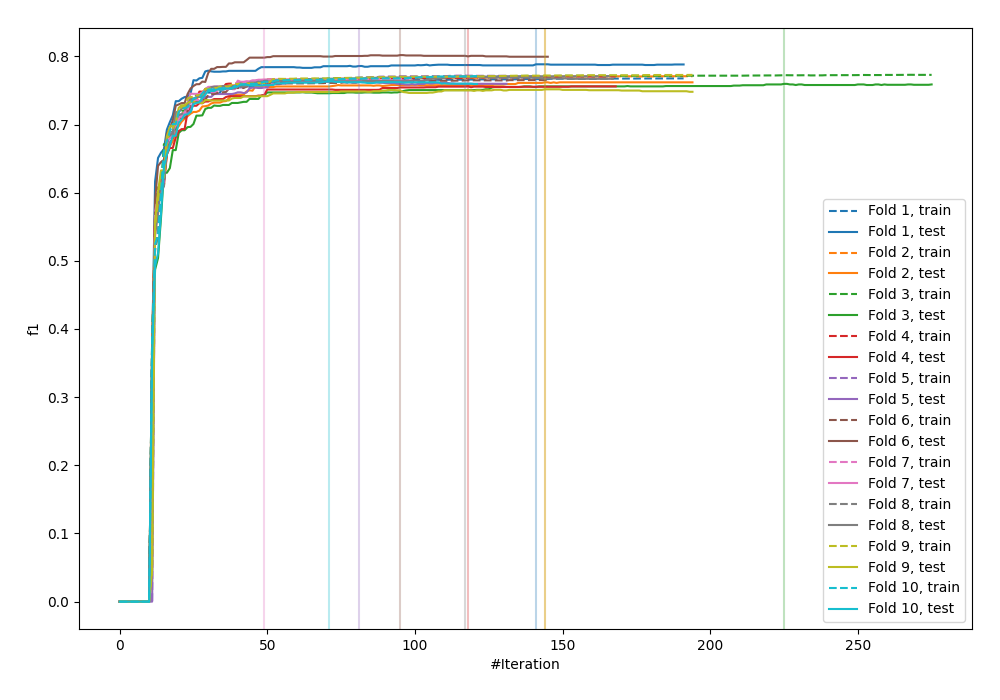 0.8
0.7
0.6
0.5
0.4
0.3
0.2
0.1
0.0
f1
0 50 100 150 200 250
#Iteration
Fold 1, train
Fold 1, test
Fold 2, train
Fold 2, test
Fold 3, train
Fold 3, test
Fold 4, train
Fold 4, test
Fold 5, train
Fold 5, test
Fold 6, train
Fold 6, test
Fold 7, train
Fold 7, test
Fold 8, train
Fold 8, test
Fold 9, train
Fold 9, test
Fold 10, train
Fold 10, test